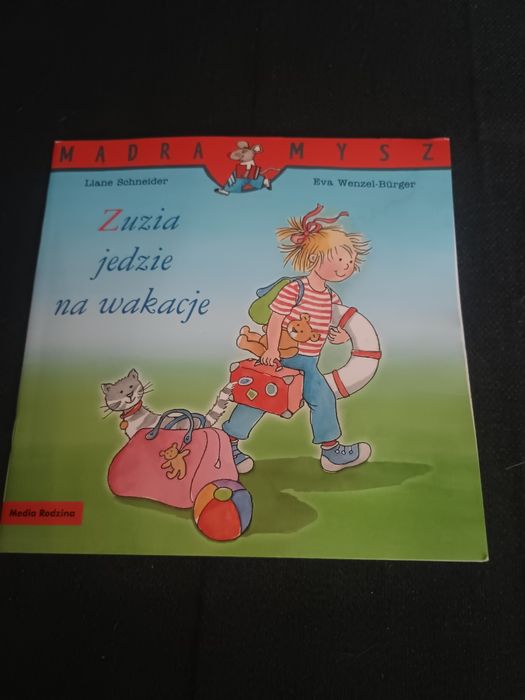 MĄDRA MYSZ
Liane Schneider Eva Wenzel-Bürger
Zuzia
jedzie
na wakacje
Media Rodzina